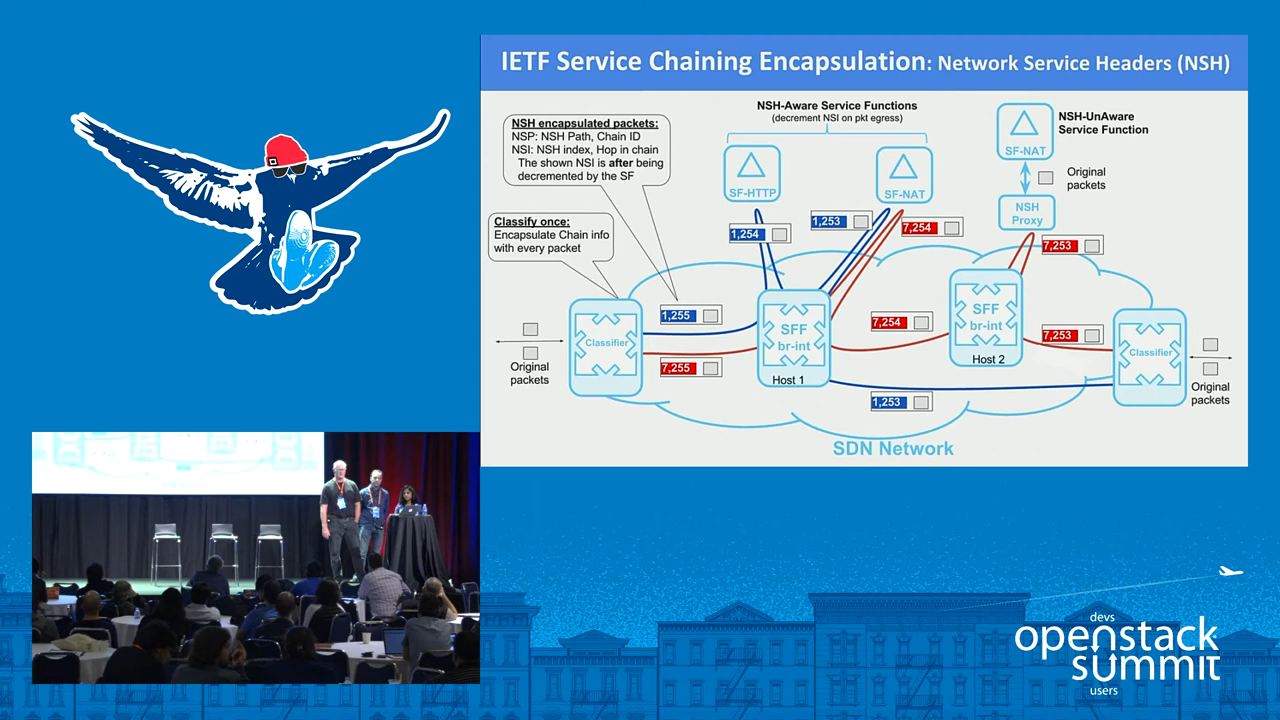 IETF Service Chaining Encapsulation: Network Service Headers (NSH)
NSH-Aware Service Functions
(decrement NSI on pkt egress)
NSH encapsulated packets:
NSP: NSH Path, Chain ID
NSI: NSH index, Hop in chain
The shown NSI is after being
decremented by the SF
Classify once:
Encapsulate Chain info
with every packet
SF-HTTP
SF-NAT
SF-NAT
NSH-UnAware
Service Function
Original
packets
NSH
Proxy
1,254
1,253
7,254
7,253
1,255
7,255
7,254
7,253
1,253
Classifier
SFF
br-int
Host 1
SFF
br-int
Host 2
Classifier
Original
packets
Original
packets
SDN Network
devs
openstack
summit
users